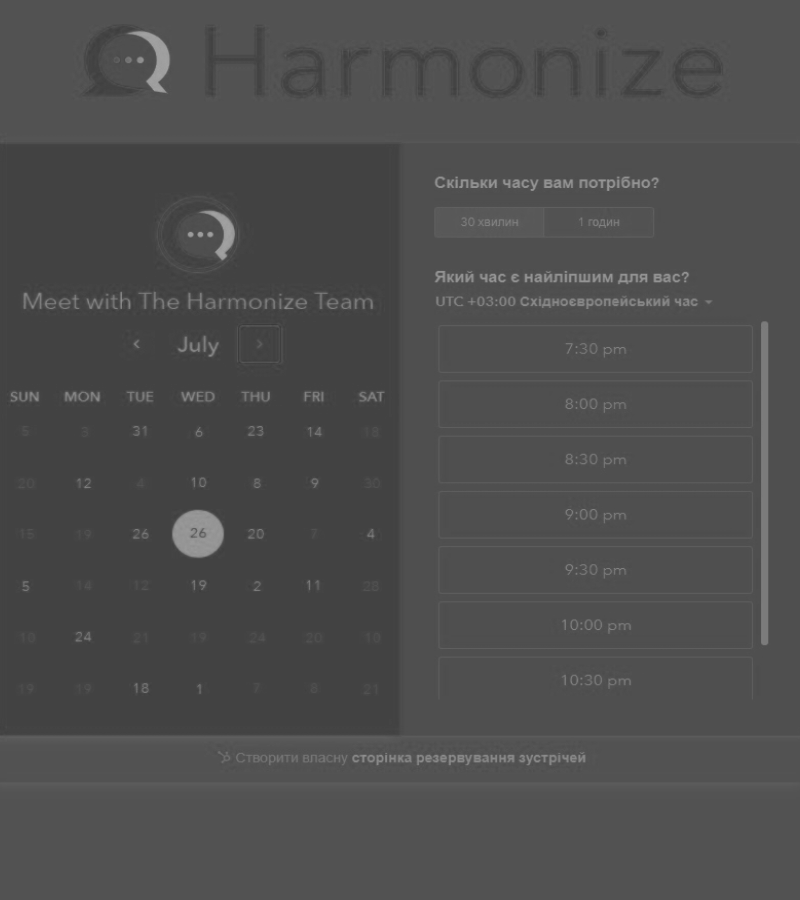 Harmonize
Meet with The Harmonize Team
July
SUN MON TUE WED THU FRI SAT
5 3 31 6 23 14 18
20 12 4 10 8 9 30
15 19 26 26 20 7 4
5 14 12 19 2 11 28
24 21 19 24 20
19 19 18 1 7 8 21
Скільки часу вам потрібно?
30 хвилин 1 годин
Який час є найліпшим для вас?
UTC +03:00 Східноєвропейський час
7:30 pm
8:00 pm
8:30 pm
9:00 pm
9:30 pm
10:00 pm
10:30 pm
Створити власну сторінка резервування зустрічей